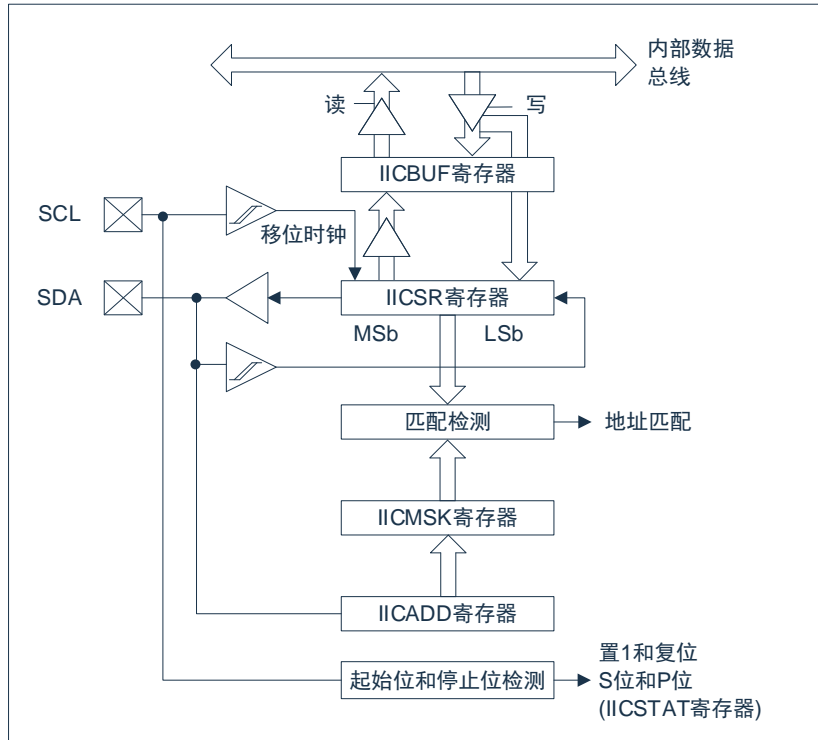 内部数据
总线
读
写
IICBUF寄存器
SCL
移位时钟
SDA
IICSR寄存器
MSb
LSb
匹配检测
地址匹配
IICMSK寄存器
IICADD寄存器
起始位和停止位检测
置1和复位
S位和P位
(IICSTAT寄存器)